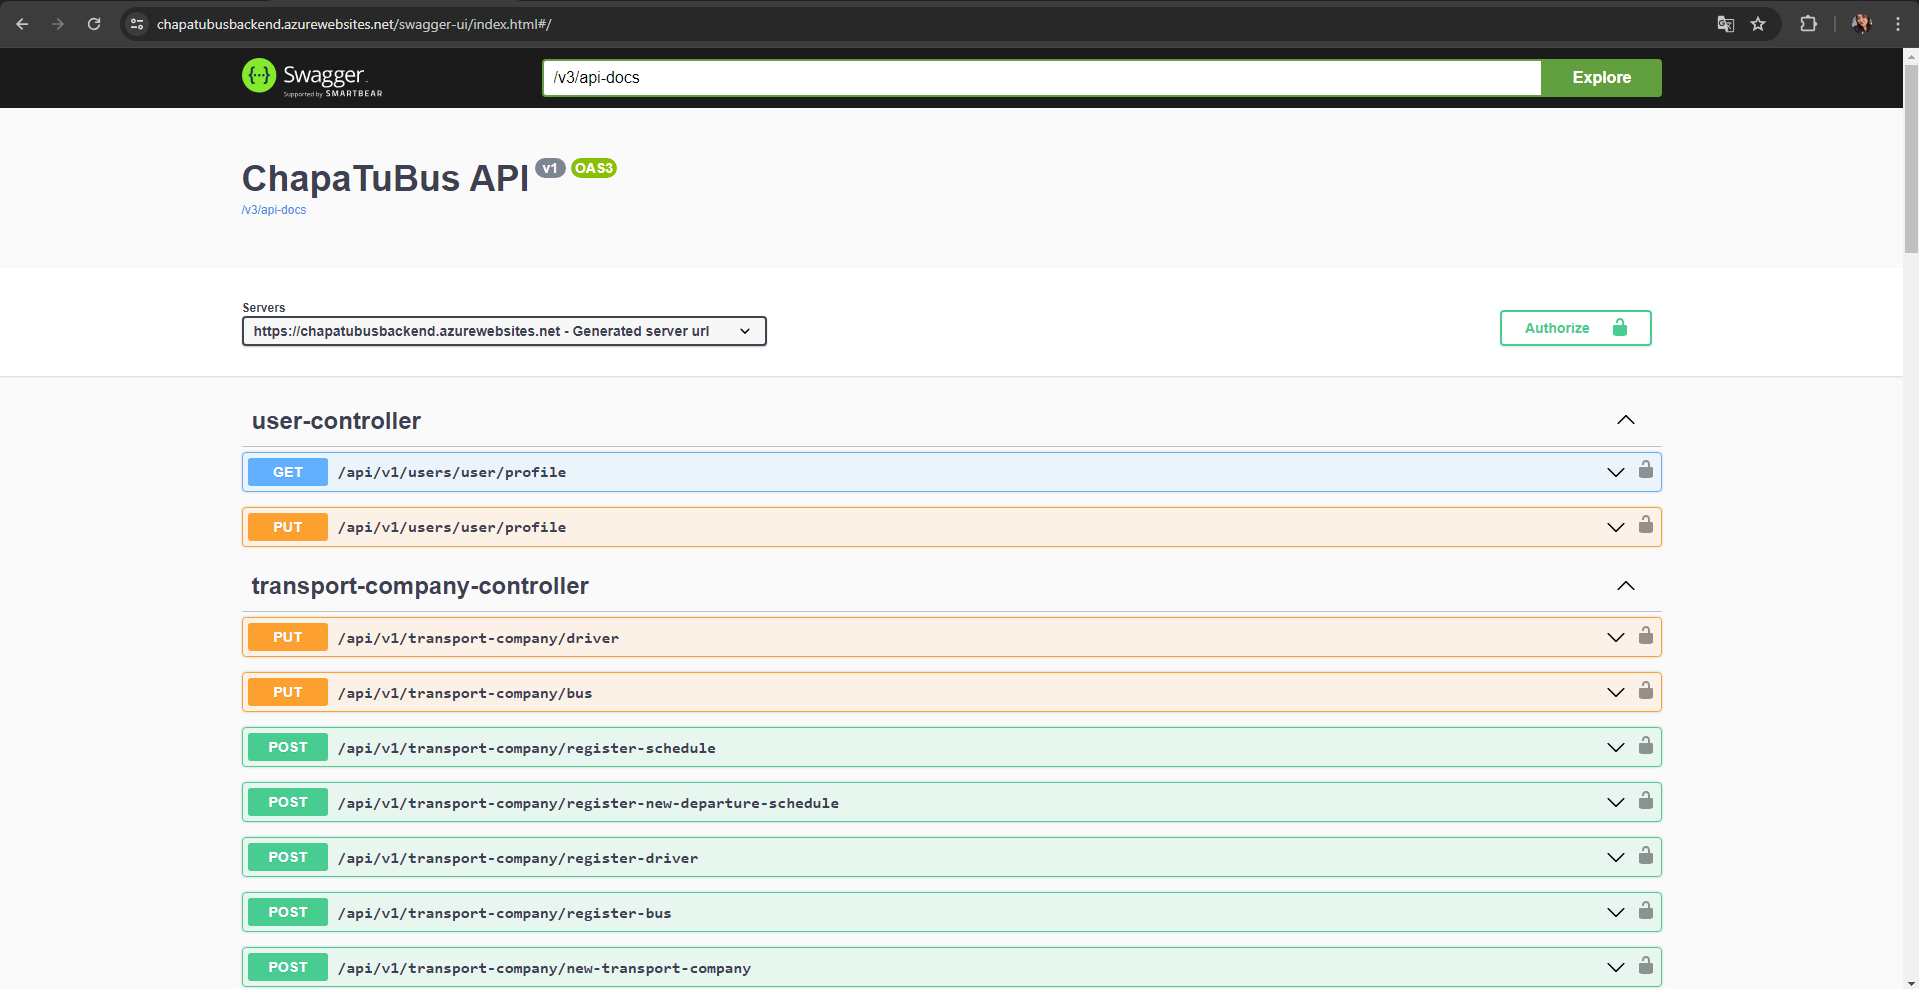 chapatubusbackend.azurewebsites.net/swagger-ui/index.html#/
Swagger
Supported by SMARTBEAR
/v3/api-docs
Explore
ChapaTuBus API
v1
OAS3
/v3/api-docs
Servers
https://chapatubusbackend.azurewebsites.net - Generated server url
Authorize
user-controller
GET /api/v1/users/user/profile
PUT /api/v1/users/user/profile
transport-company-controller
PUT /api/v1/transport-company/driver
PUT /api/v1/transport-company/bus
POST /api/v1/transport-company/register-schedule
POST /api/v1/transport-company/register-new-departure-schedule
POST /api/v1/transport-company/register-driver
POST /api/v1/transport-company/register-bus
POST /api/v1/transport-company/new-transport-company